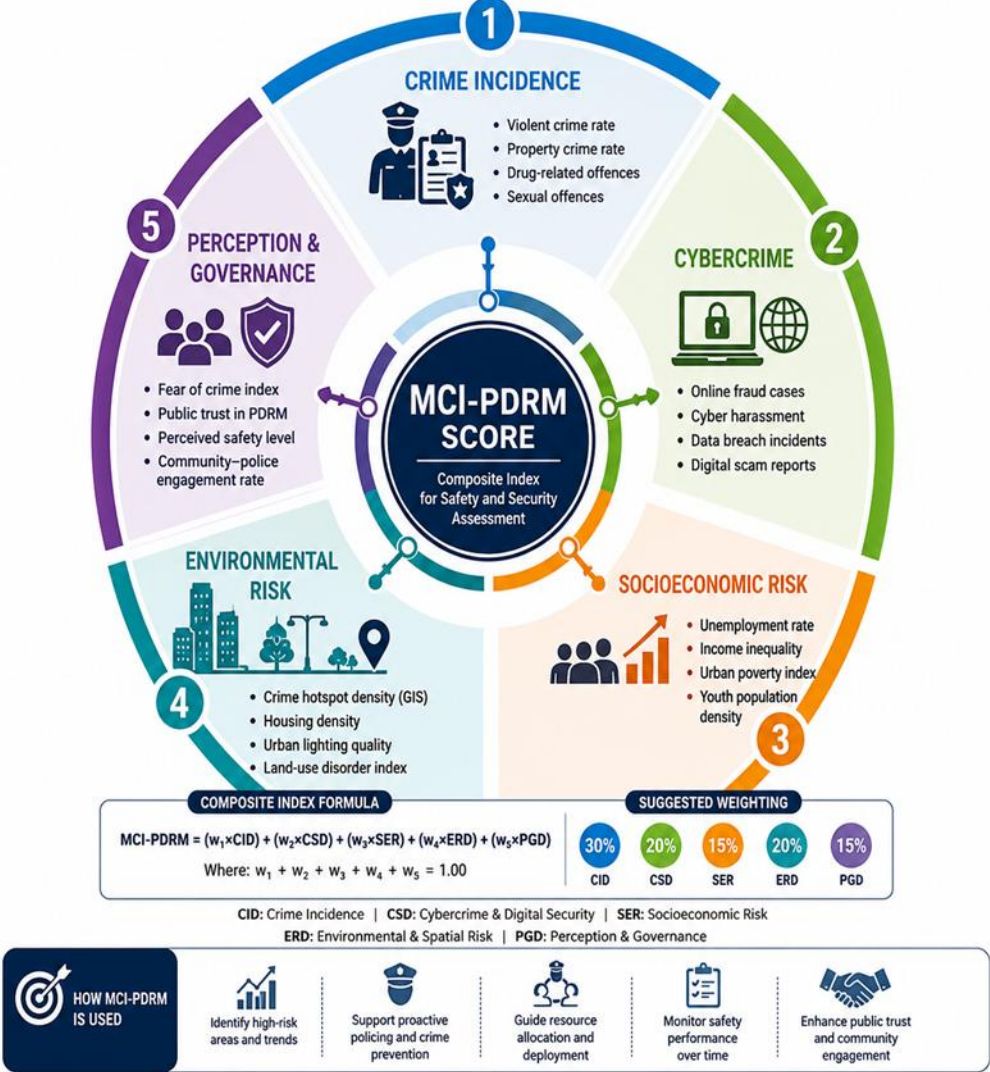 1
CRIME INCIDENCE
• Violent crime rate
• Property crime rate
• Drug-related offences
• Sexual offences
2
CYBERCRIME
• Online fraud cases
• Cyber harassment
• Data breach incidents
• Digital scam reports
SOCIOECONOMIC RISK
• Unemployment rate
• Income inequality
• Urban poverty index
• Youth population
density
3
ENVIRONMENTAL
RISK
4
• Crime hotspot density (GIS)
• Housing density
• Urban lighting quality
• Land-use disorder index
5
PERCEPTION &
GOVERNANCE
• Fear of crime index
• Public trust in PDRM
• Perceived safety level
• Community–police
engagement rate
MCI-PDRM
SCORE
Composite Index
for Safety and Security
Assessment
COMPOSITE INDEX FORMULA
MCI-PDRM = (w₁×CID) + (w₂×CSD) + (w₃×SER) + (w₄×ERD) + (w₅×PGD)
Where: w₁ + w₂ + w₃ + w₄ + w₅ = 1.00
SUGGESTED WEIGHTING
30% 20% 15% 20% 15%
CID CSD SER ERD PGD
CID: Crime Incidence | CSD: Cybercrime & Digital Security | SER: Socioeconomic Risk
ERD: Environmental & Spatial Risk | PGD: Perception & Governance
HOW MCI-PDRM
IS USED
Identify high-risk
areas and trends
Support proactive
policing and crime
prevention
Guide resource
allocation and
deployment
Monitor safety
performance
over time
Enhance public trust
and community
engagement